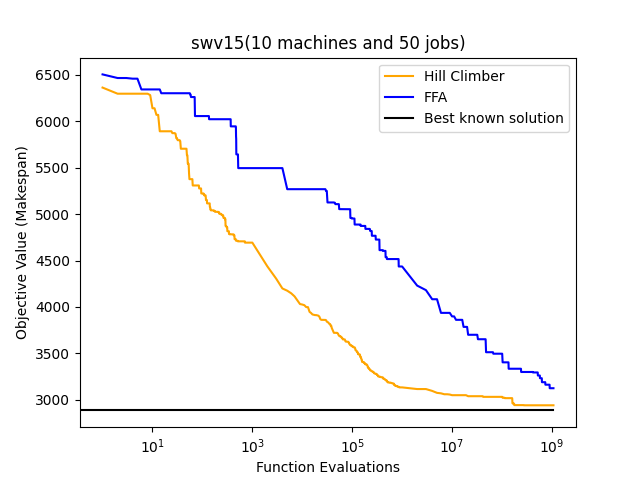 swv15(10 machines and 50 jobs)
Hill Climber
FFA
Best known solution
Objective Value (Makespan)
6500
6000
5500
5000
4500
4000
3500
3000
10^1 10^3 10^5 10^7 10^9
Function Evaluations